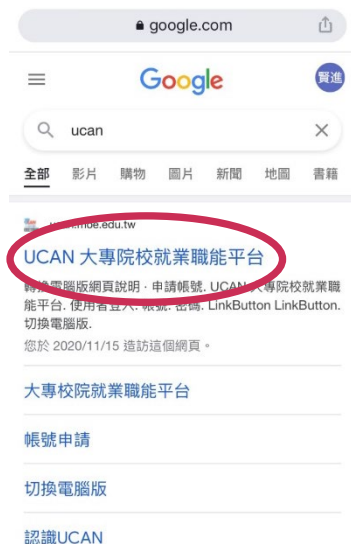 google.com
Google
賢進
ucan
全部 影片 購物 圖片 新聞 地圖 書籍
ucan.moe.edu.tw
UCAN 大專院校就業職能平台
轉換電腦版網頁說明 · 申請帳號. UCAN 大專院校就業職
能平台. 使用者登入. 帳號. 密碼. LinkButton LinkButton.
切換電腦版.
您於 2020/11/15 造訪這個網頁。
大專校院就業職能平台
帳號申請
切換電腦版
認識UCAN